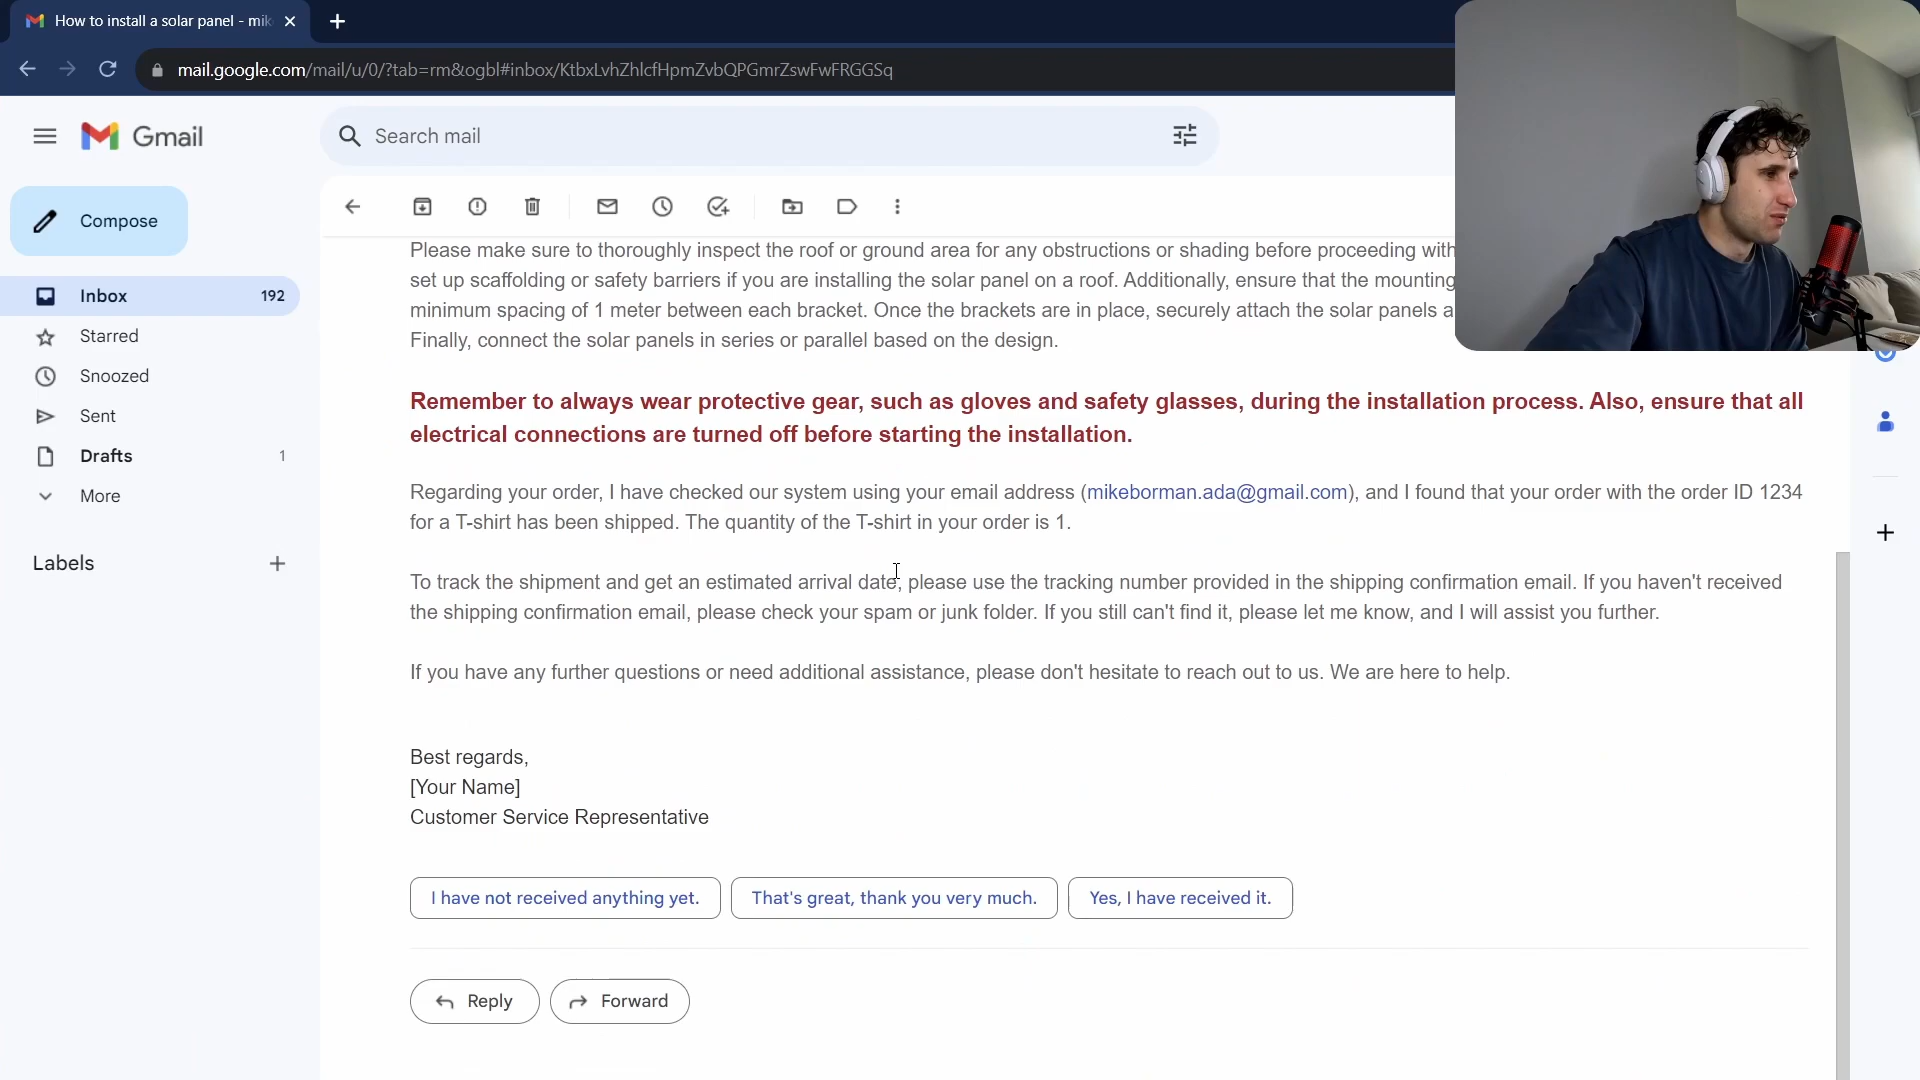 How to install a solar panel - mik
mail.google.com/mail/u/0/?tab=rm&ogbl#inbox/KtbxLvhZhlcfHpmZvbQPGmrZswFwFRGGSq
Gmail
Search mail
Compose
Inbox 192
Starred
Snoozed
Sent
Drafts 1
More
Labels
Please make sure to thoroughly inspect the roof or ground area for any obstructions or shading before proceeding with
set up scaffolding or safety barriers if you are installing the solar panel on a roof. Additionally, ensure that the mounting
minimum spacing of 1 meter between each bracket. Once the brackets are in place, securely attach the solar panels a
Finally, connect the solar panels in series or parallel based on the design.
Remember to always wear protective gear, such as gloves and safety glasses, during the installation process. Also, ensure that all
electrical connections are turned off before starting the installation.
Regarding your order, I have checked our system using your email address (mikeborman.ada@gmail.com), and I found that your order with the order ID 1234
for a T-shirt has been shipped. The quantity of the T-shirt in your order is 1.
To track the shipment and get an estimated arrival date, please use the tracking number provided in the shipping confirmation email. If you haven't received
the shipping confirmation email, please check your spam or junk folder. If you still can't find it, please let me know, and I will assist you further.
If you have any further questions or need additional assistance, please don't hesitate to reach out to us. We are here to help.
Best regards,
[Your Name]
Customer Service Representative
I have not received anything yet.
That's great, thank you very much.
Yes, I have received it.
Reply
Forward